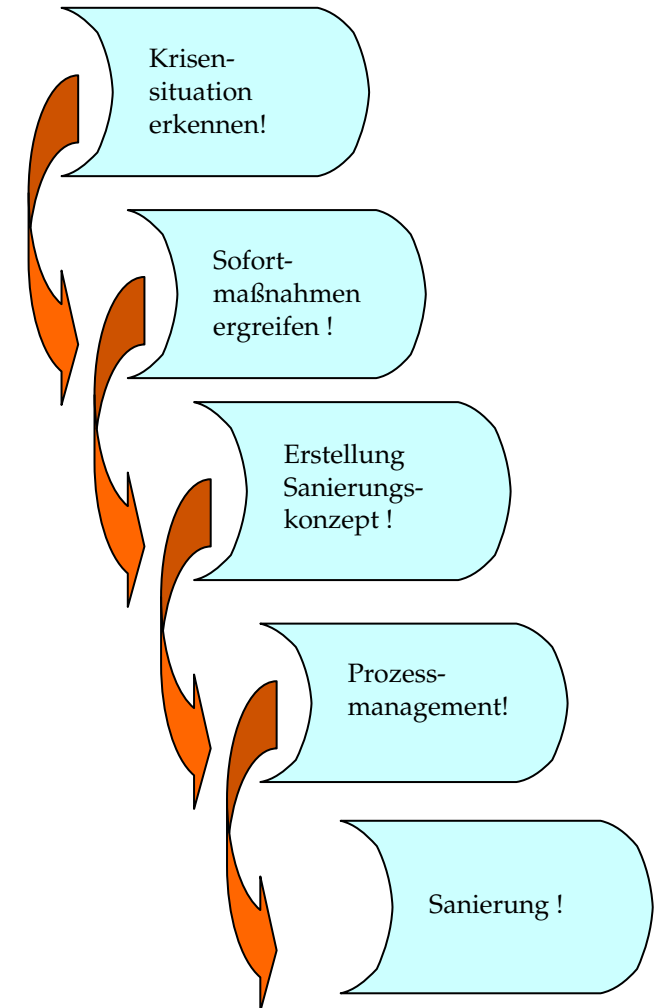 Krisen-
situation
erkennen!
Sofort-
maßnahmen
ergreifen !
Erstellung
Sanierungs-
konzept !
Prozess-
management!
Sanierung !